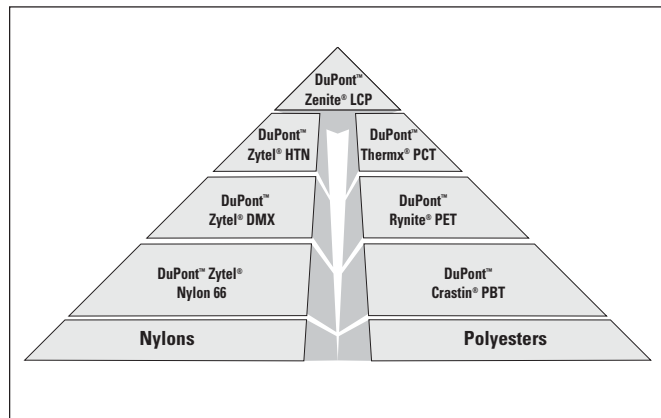 DuPont™
Zenite® LCP
DuPont™
Zytel® HTN
DuPont™
Thermx® PCT
DuPont™
Zytel® DMX
DuPont™
Rynite® PET
DuPont™ Zytel®
Nylon 66
DuPont™
Crastin® PBT
Nylons
Polyesters